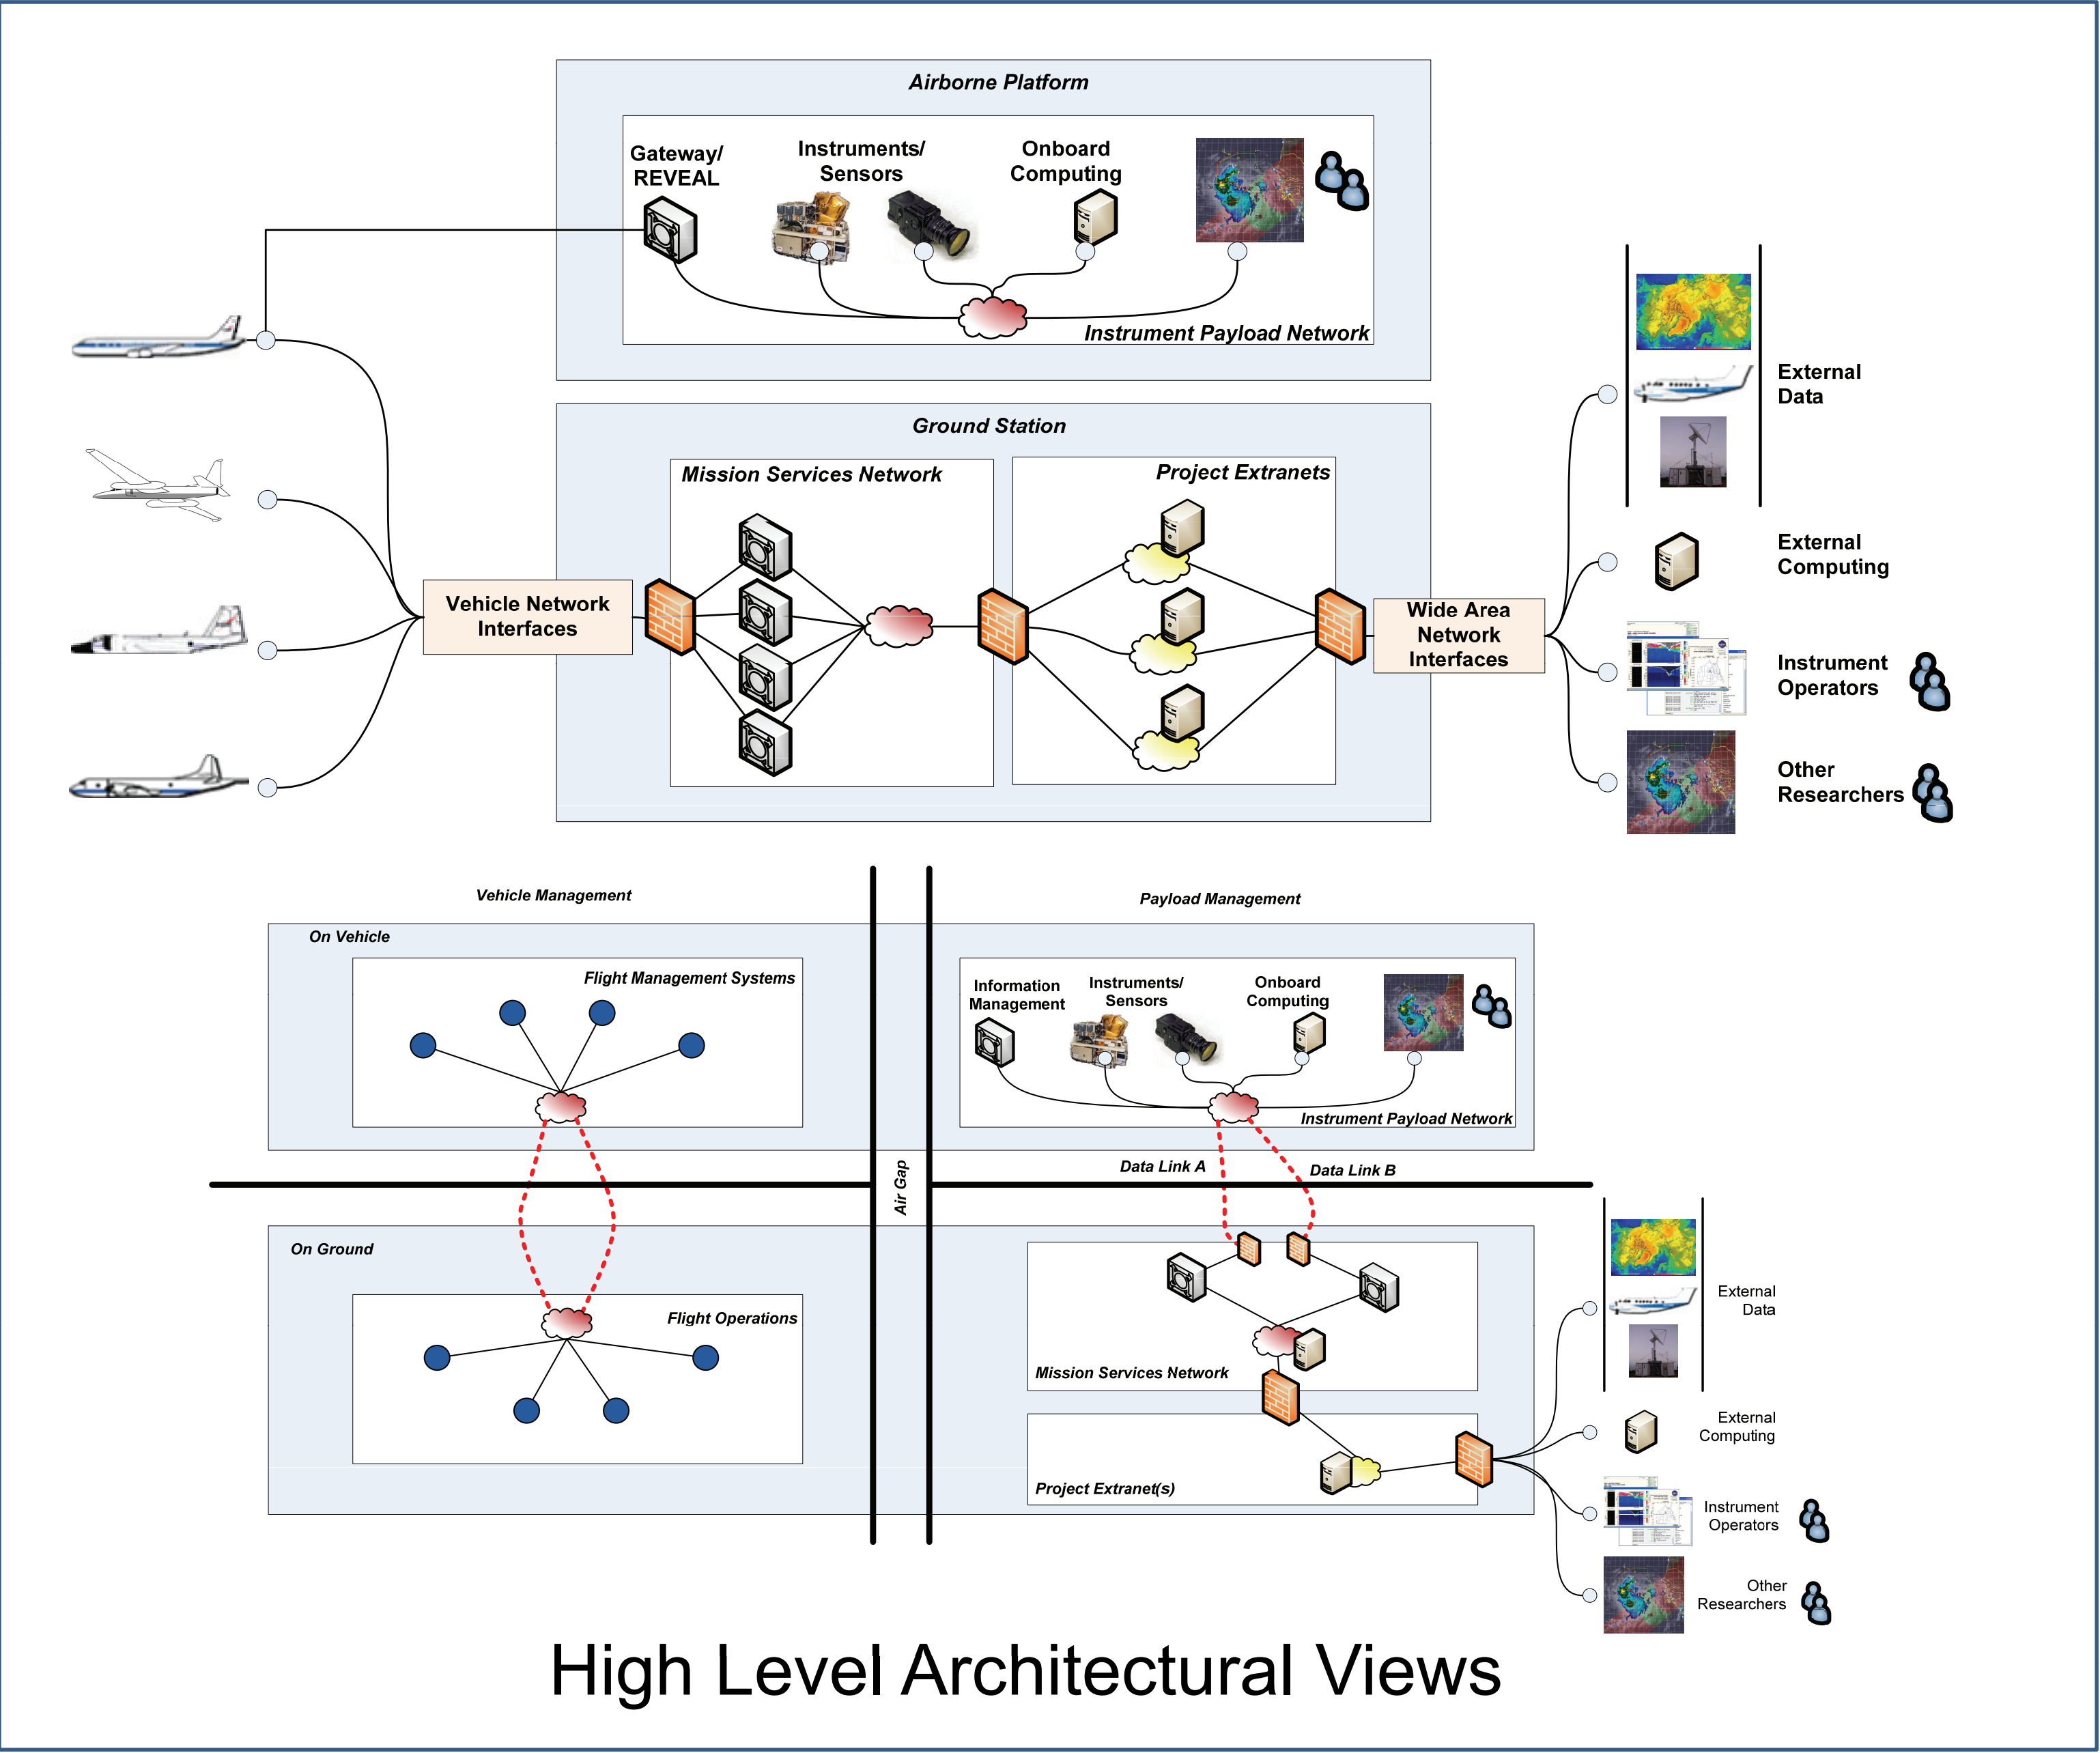 Airborne Platform
Gateway/
REVEAL
Instruments/
Sensors
Onboard
Computing
Instrument Payload Network
Ground Station
Mission Services Network
Project Extranets
Vehicle Network
Interfaces
Wide Area
Network
Interfaces
External
Data
External
Computing
Instrument
Operators
Other
Researchers
Vehicle Management
Payload Management
On Vehicle
Flight Management Systems
Information
Management
Instruments/
Sensors
Onboard
Computing
Instrument Payload Network
Air Gap
Data Link A
Data Link B
On Ground
Flight Operations
Mission Services Network
Project Extranet(s)
External
Data
External
Computing
Instrument
Operators
Other
Researchers
High Level Architectural Views